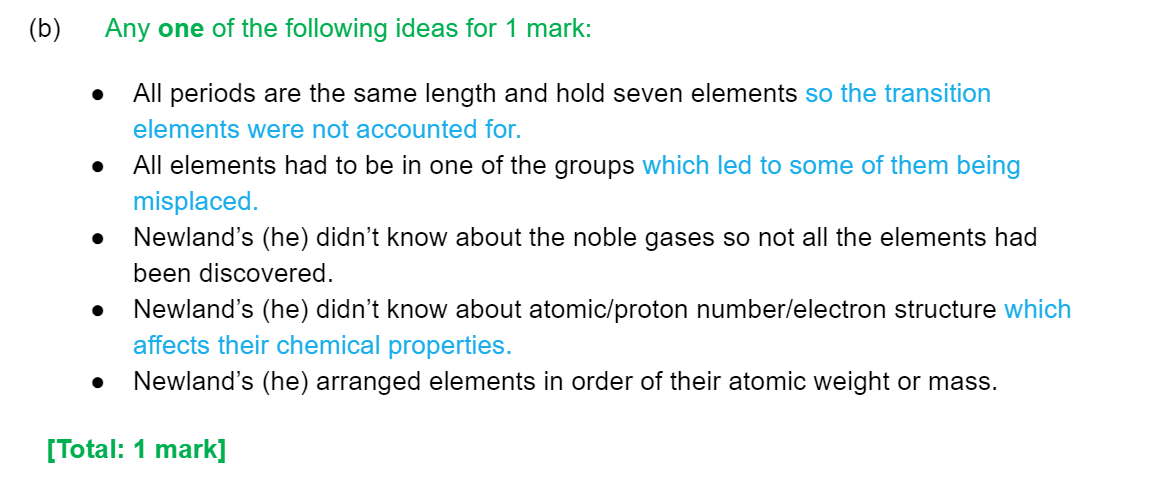 (b) Any one of the following ideas for 1 mark:
● All periods are the same length and hold seven elements so the transition
elements were not accounted for.
● All elements had to be in one of the groups which led to some of them being
misplaced.
● Newland’s (he) didn’t know about the noble gases so not all the elements had
been discovered.
● Newland’s (he) didn’t know about atomic/proton number/electron structure which
affects their chemical properties.
● Newland’s (he) arranged elements in order of their atomic weight or mass.
[Total: 1 mark]